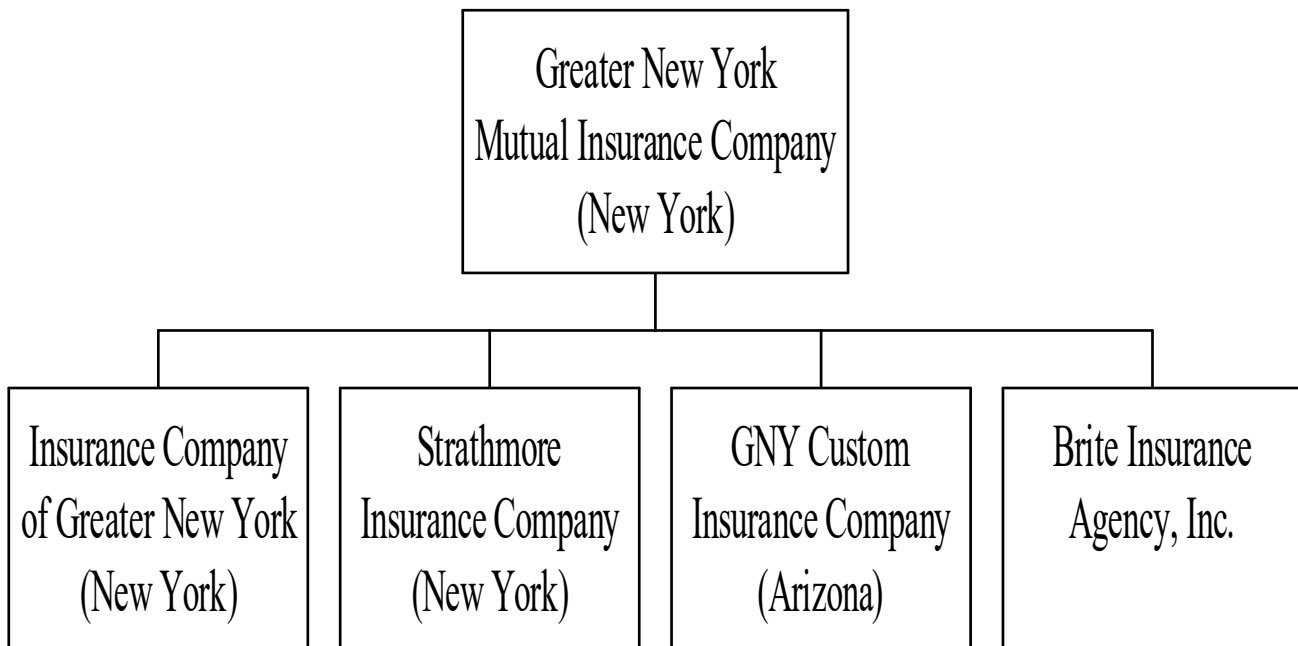 Greater New York
Mutual Insurance Company
(New York)
Insurance Company
of Greater New York
(New York)
Strathmore
Insurance Company
(New York)
GNY Custom
Insurance Company
(Arizona)
Brite Insurance
Agency, Inc.